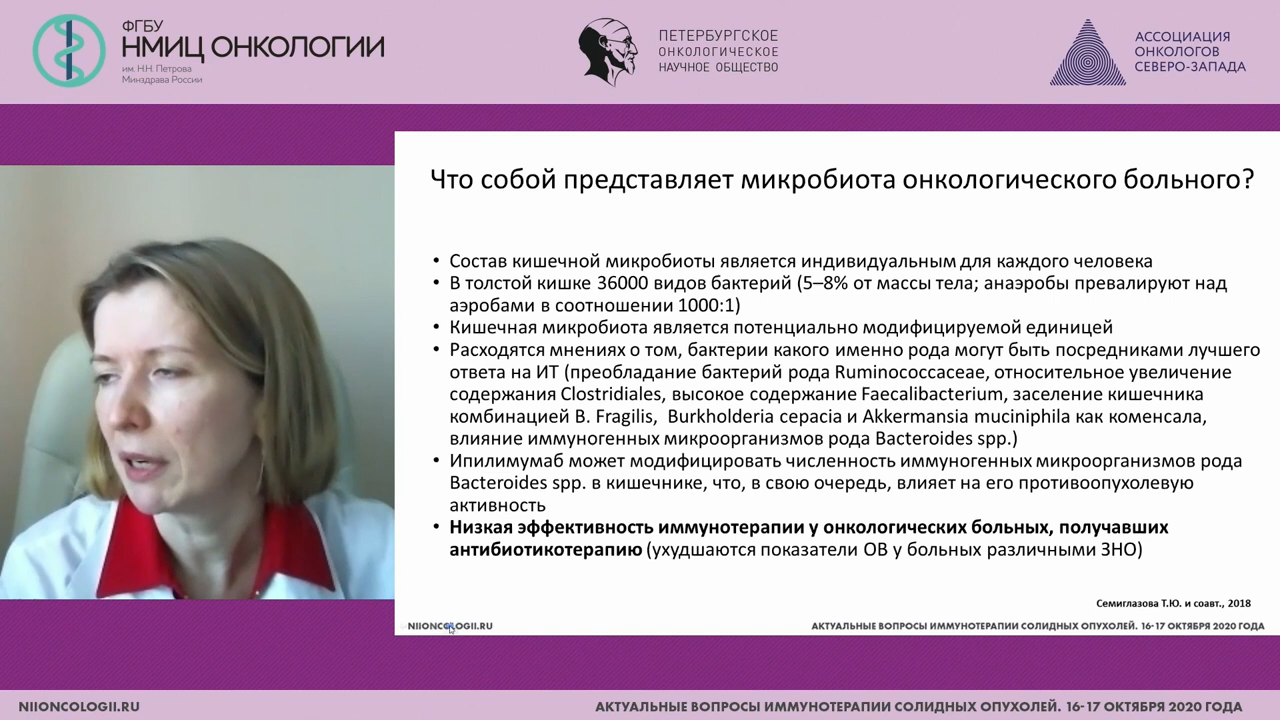 ФГБУ
НМИЦ ОНКОЛОГИИ
им. Н.Н. Петрова
Минздрава России
ПЕТЕРБУРГСКОЕ
ОНКОЛОГИЧЕСКОЕ
НАУЧНОЕ ОБЩЕСТВО
АССОЦИАЦИЯ
ОНКОЛОГОВ
СЕВЕРО-ЗАПАДА
Что собой представляет микробиота онкологического больного?
• Состав кишечной микробиоты является индивидуальным для каждого человека
• В толстой кишке 36000 видов бактерий (5–8% от массы тела; анаэробы превалируют над
аэробами в соотношении 1000:1)
• Кишечная микробиота является потенциально модифицируемой единицей
• Расходятся мнениях о том, бактерии какого именно рода могут быть посредниками лучшего
ответа на ИТ (преобладание бактерий рода Ruminococcaceae, относительное увеличение
содержания Clostridiales, высокое содержание Faecalibacterium, заселение кишечника
комбинацией B. Fragilis, Burkholderia cepacia и Akkermansia muciniphila как коменсала,
влияние иммуногенных микроорганизмов рода Bacteroides spp.)
• Ипилимумаб может модифицировать численность иммуногенных микроорганизмов рода
Bacteroides spp. в кишечнике, что, в свою очередь, влияет на его противоопухолевую
активность
• Низкая эффективность иммунотерапии у онкологических больных, получавших
антибиотикотерапию (ухудшаются показатели ОВ у больных различными ЗНО)
Семиглазова Т.Ю. и соавт., 2018
NIIONCOLOGII.RU
АКТУАЛЬНЫЕ ВОПРОСЫ ИММУНОТЕРАПИИ СОЛИДНЫХ ОПУХОЛЕЙ. 16-17 ОКТЯБРЯ 2020 ГОДА
NIIONCOLOGII.RU
АКТУАЛЬНЫЕ ВОПРОСЫ ИММУНОТЕРАПИИ СОЛИДНЫХ ОПУХОЛЕЙ. 16-17 ОКТЯБРЯ 2020 ГОДА